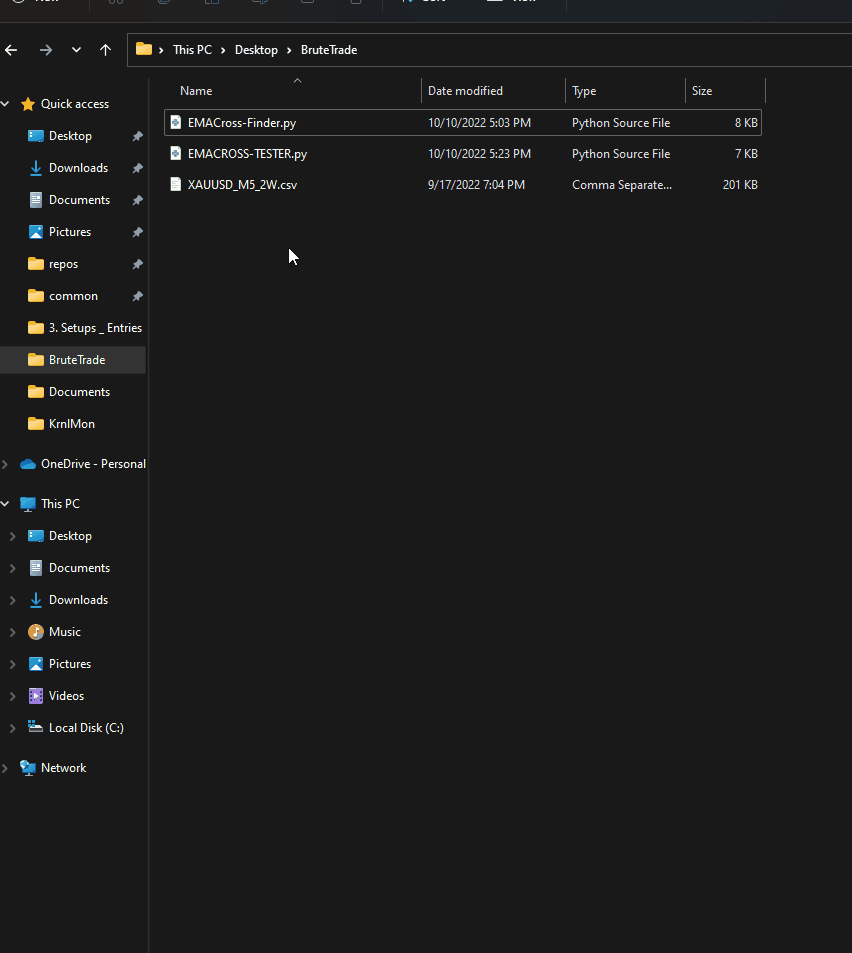 This PC > Desktop > BruteTrade
Name Date modified Type Size
EMACross-Finder.py 10/10/2022 5:03 PM Python Source File 8 KB
EMACROSS-TESTER.py 10/10/2022 5:23 PM Python Source File 7 KB
XAUUSD_M5_2W.csv 9/17/2022 7:04 PM Comma Separate... 201 KB
Quick access
Desktop
Downloads
Documents
Pictures
repos
common
3. Setups _ Entries
BruteTrade
Documents
KrnlMon
OneDrive - Personal
This PC
Desktop
Documents
Downloads
Music
Pictures
Videos
Local Disk (C:)
Network